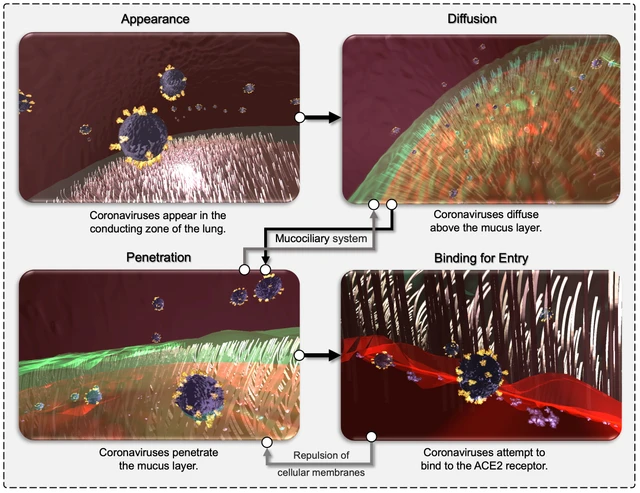 Appearance
Diffusion
Coronaviruses appear in the
conducting zone of the lung.
Coronaviruses diffuse
above the mucus layer.
Mucociliary system
Penetration
Binding for Entry
Coronaviruses penetrate
the mucus layer.
Repulsion of
cellular membranes
Coronaviruses attempt to
bind to the ACE2 receptor.